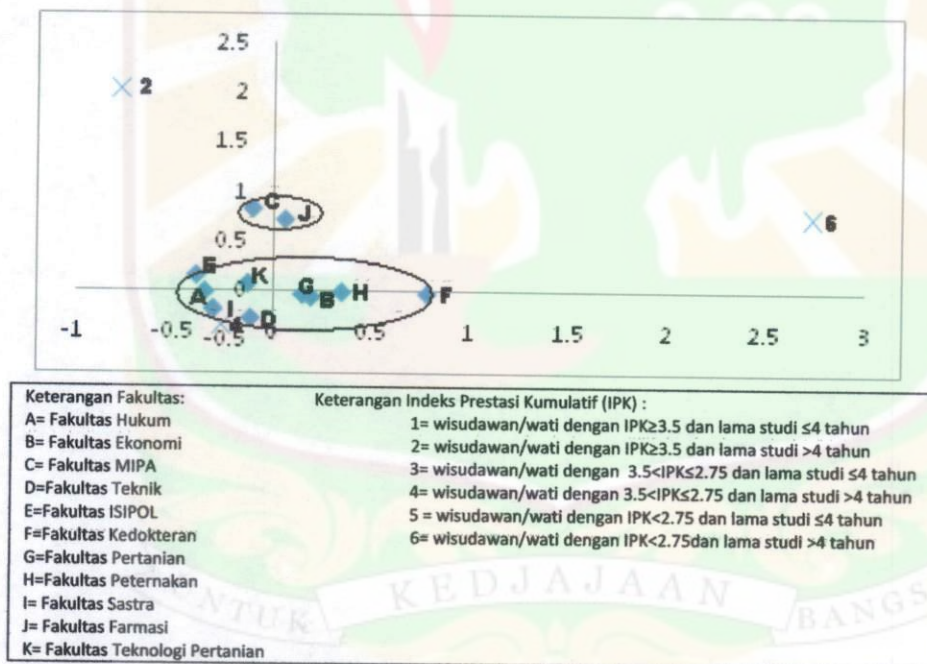 2.5
2
2
1.5
6
1
C
J
0.5
E
K
0
G
B
H
F
A
I
4
D
-1
-0.5
-0.5
0
0.5
1
1.5
2
2.5
3
Keterangan Fakultas:
A= Fakultas Hukum
B= Fakultas Ekonomi
C= Fakultas MIPA
D=Fakultas Teknik
E=Fakultas ISIPOL
F=Fakultas Kedokteran
G=Fakultas Pertanian
H=Fakultas Peternakan
I= Fakultas Sastra
J= Fakultas Farmasi
K= Fakultas Teknologi Pertanian
Keterangan Indeks Prestasi Kumulatif (IPK) :
1= wisudawan/wati dengan IPK≥3.5 dan lama studi ≤4 tahun
2= wisudawan/wati dengan IPK≥3.5 dan lama studi >4 tahun
3= wisudawan/wati dengan 3.5<IPK≤2.75 dan lama studi ≤4 tahun
4= wisudawan/wati dengan 3.5<IPK≤2.75 dan lama studi >4 tahun
5 = wisudawan/wati dengan IPK<2.75 dan lama studi ≤4 tahun
6= wisudawan/wati dengan IPK<2.75dan lama studi >4 tahun
UNTUK KEDJAJAAN BANGS